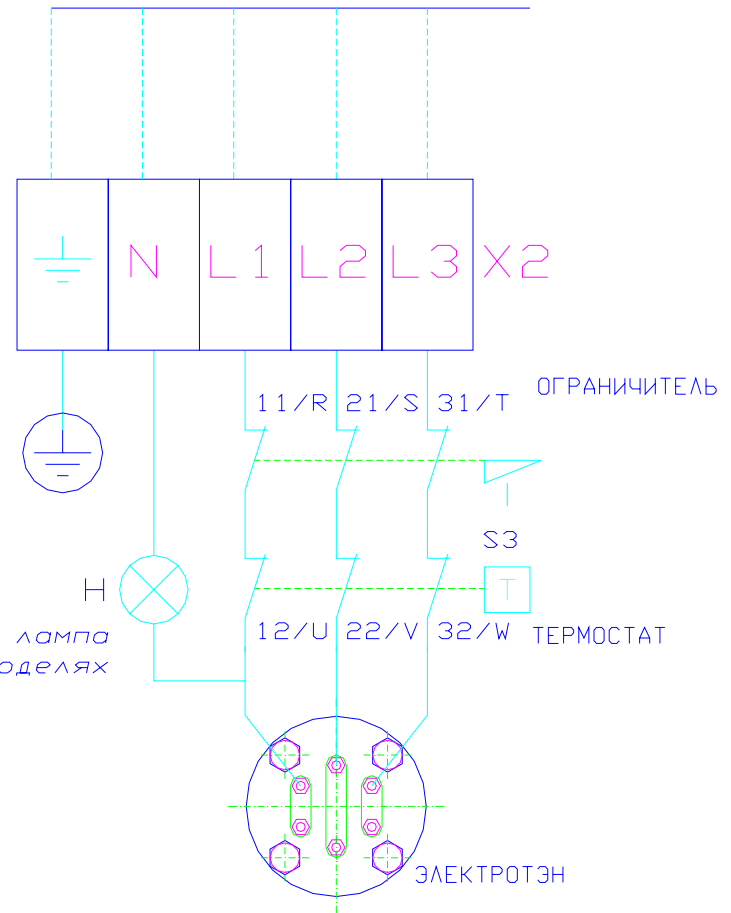 N L1 L2 L3 X2
ОГРАНИЧИТЕЛЬ
11/R 21/S 31/T
S3
H
T
лампа
12/U 22/V 32/W ТЕРМОСТАТ
ЭЛЕКТРОТЭН